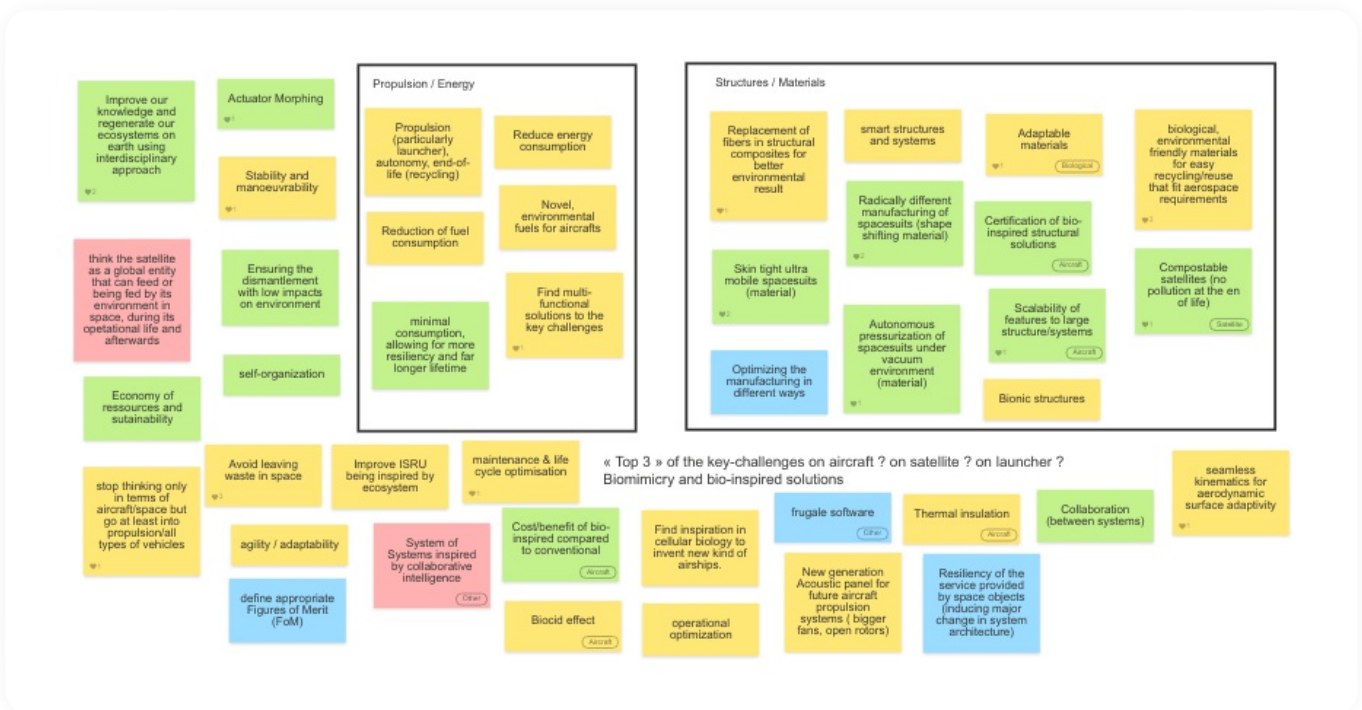 Improve our
knowledge and
regenerate our
ecosystems on
earth using
interdisciplinary
approach
2
Actuator Morphing
1
Stability and
manoeuvrability
1
think the satellite
as a global entity
that can feed or
being fed by its
environment in
space, during its
opetational life and
afterwards
Ensuring the
dismantlement
with low impacts
on environment
self-organization
Economy of
ressources and
sutainability
Propulsion / Energy
Propulsion
(particularly
launcher),
autonomy, end-of-
life (recycling)
Reduce energy
consumption
Reduction of fuel
consumption
Novel,
environmental
fuels for aircrafts
minimal
consumption,
allowing for more
resiliency and far
longer lifetime
Find multi-
functional
solutions to the
key challenges
1
Structures / Materials
Replacement of
fibers in structural
composites for
better
environmental
result
1
smart structures
and systems
Adaptable
materials
1
Biological
biological,
environmental
friendly materials
for easy
recycling/reuse
that fit aerospace
requirements
2
Radically different
manufacturing of
spacesuits (shape
shifting material)
2
Certification of bio-
inspired structural
solutions
Aircraft
Skin tight ultra
mobile spacesuits
(material)
2
Compostable
satellites (no
pollution at the en
of life)
1
Satellite
Autonomous
pressurization of
spacesuits under
vacuum
environment
(material)
1
Scalability of
features to large
structure/systems
1
Aircraft
Optimizing the
manufacturing in
different ways
Bionic structures
stop thinking only
in terms of
aircraft/space but
go at least into
propulsion/all
types of vehicles
1
Avoid leaving
waste in space
Improve ISRU
being inspired by
ecosystem
maintenance & life
cycle optimisation
1
« Top 3 » of the key-challenges on aircraft ? on satellite ? on launcher ?
Biomimicry and bio-inspired solutions
agility / adaptability
define appropriate
Figures of Merit
(FoM)
System of
Systems inspired
by collaborative
intelligence
Other
Cost/benefit of bio-
inspired compared
to conventional
Aircraft
Biocid effect
Aircraft
Find inspiration in
cellular biology to
invent new kind of
airships.
operational
optimization
frugale software
Other
Thermal insulation
Aircraft
Collaboration
(between systems)
seamless
kinematics for
aerodynamic
surface adaptivity
1
New generation
Acoustic panel for
future aircraft
propulsion
systems ( bigger
fans, open rotors)
Resiliency of the
service provided
by space objects
(inducing major
change in system
architecture)